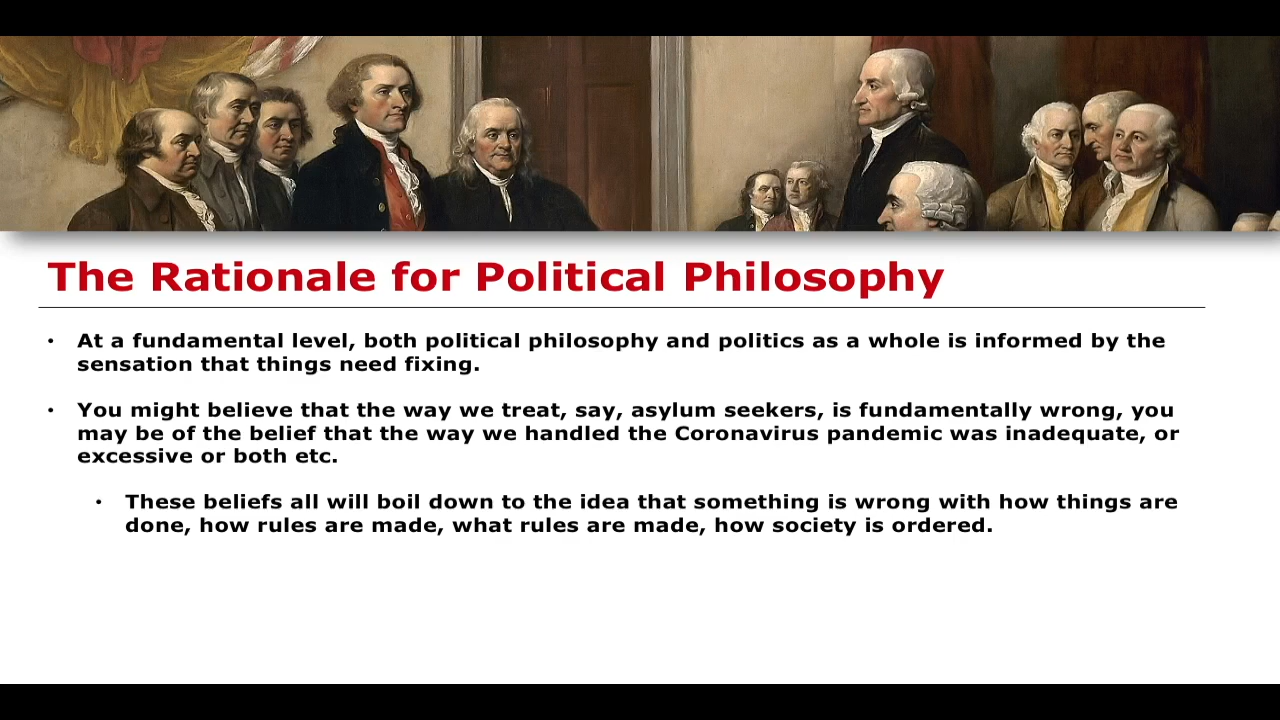 The Rationale for Political Philosophy
• At a fundamental level, both political philosophy and politics as a whole is informed by the
sensation that things need fixing.
• You might believe that the way we treat, say, asylum seekers, is fundamentally wrong, you
may be of the belief that the way we handled the Coronavirus pandemic was inadequate, or
excessive or both etc.
• These beliefs all will boil down to the idea that something is wrong with how things are
done, how rules are made, what rules are made, how society is ordered.